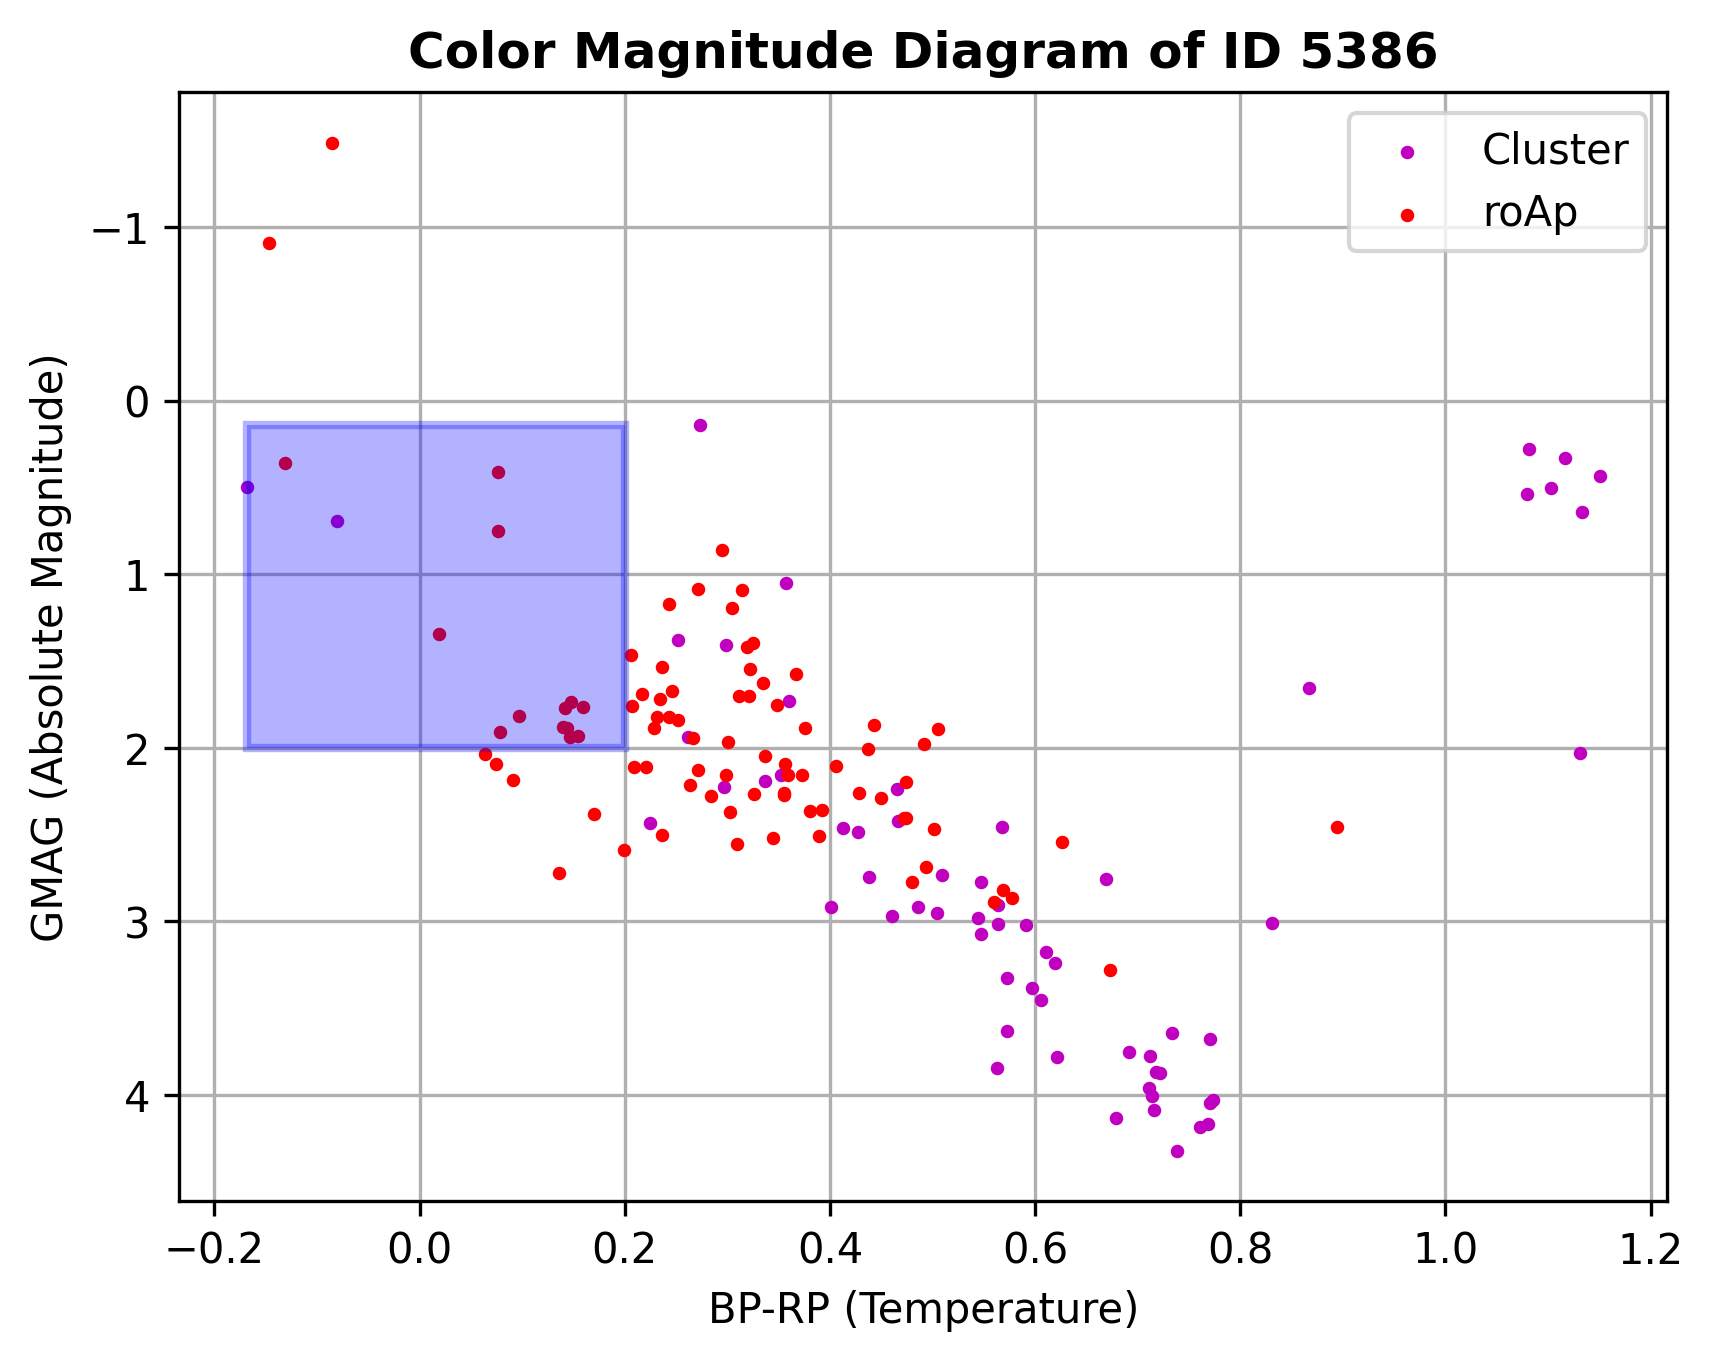 Color Magnitude Diagram of ID 5386
Cluster
roAp
GMAG (Absolute Magnitude)
−1
0
1
2
3
4
−0.2 0.0 0.2 0.4 0.6 0.8 1.0 1.2
BP-RP (Temperature)